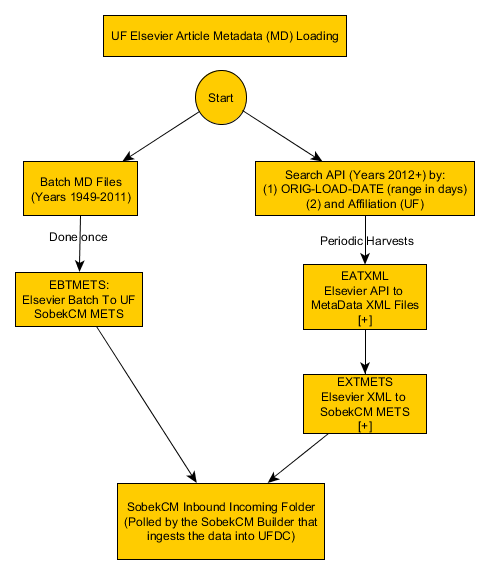 UF Elsevier Article Metadata (MD) Loading
Start
Batch MD Files
(Years 1949-2011)
Search API (Years 2012+) by:
(1) ORIG-LOAD-DATE (range in days)
(2) and Affiliation (UF)
Done once
Periodic Harvests
EBTMETS:
Elsevier Batch To UF
SobekCM METS
EATXML
Elsevier API to
MetaData XML Files
[+]
EXTMETS
Elsevier XML to
SobekCM METS
[+]
SobekCM Inbound Incoming Folder
(Polled by the SobekCM Builder that
ingests the data into UFDC)